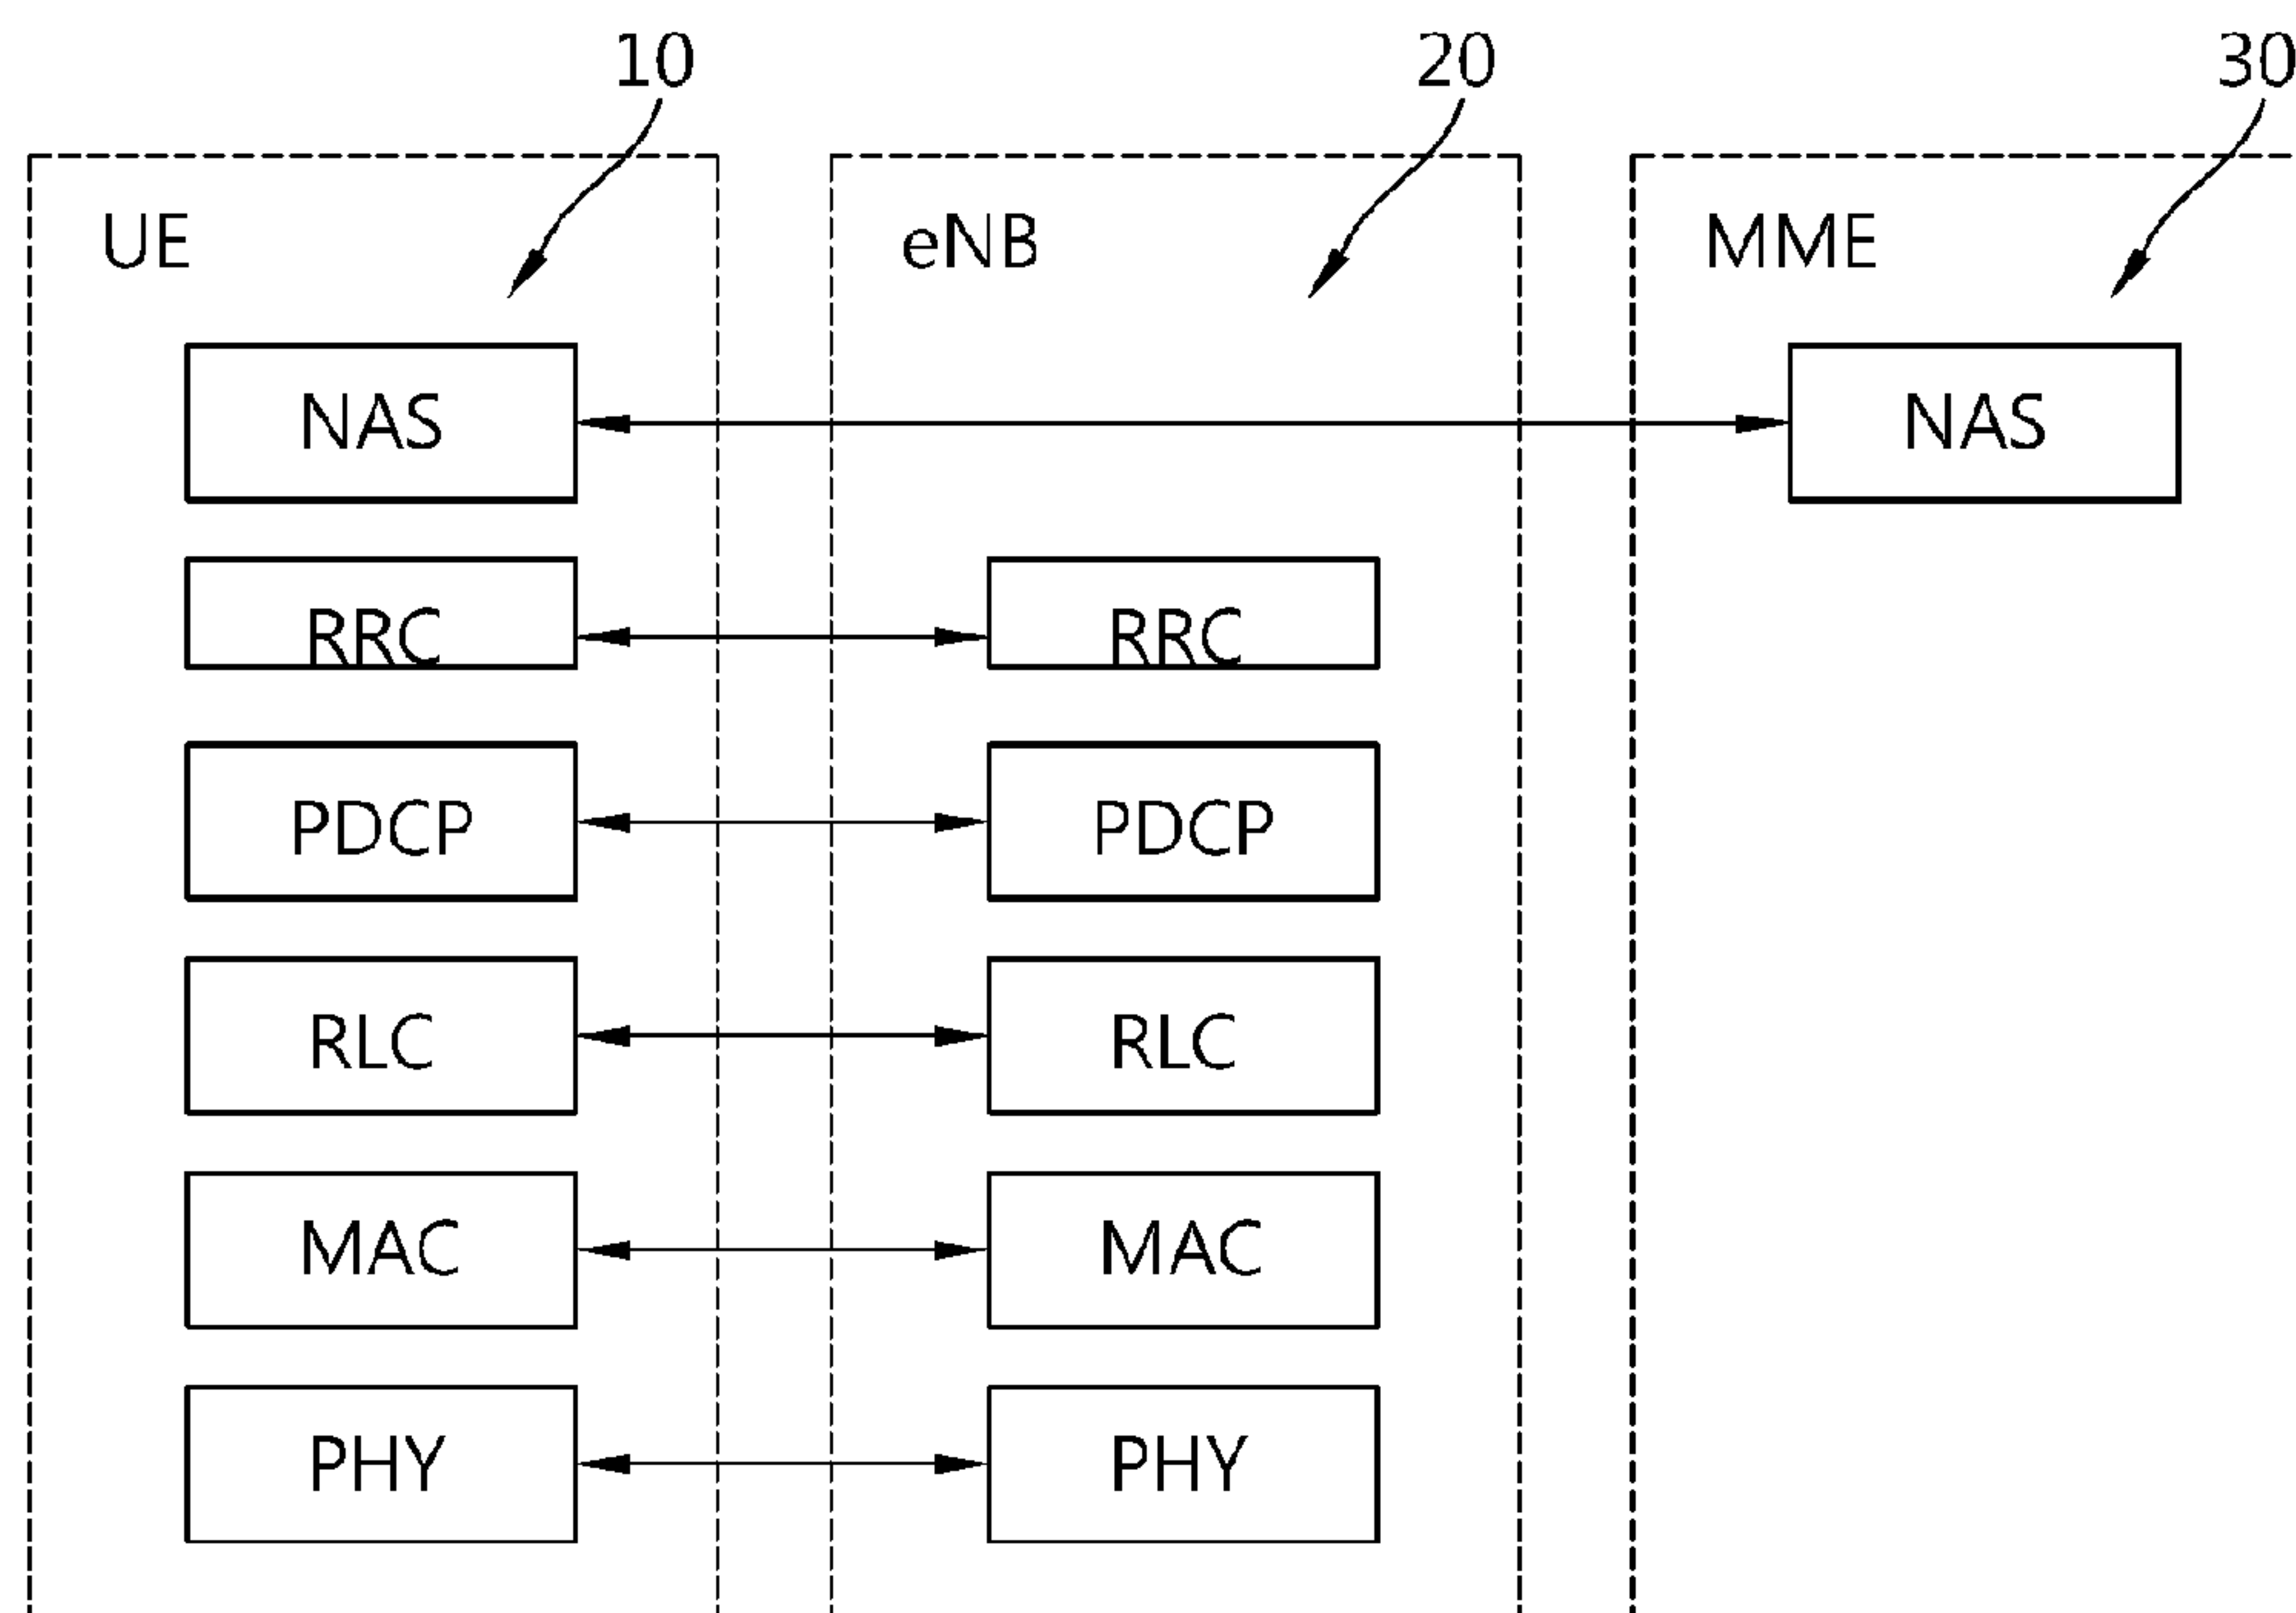 10 20 30
UE eNB MME
NAS NAS
RRC RRC
PDCP PDCP
RLC RLC
MAC MAC
PHY PHY